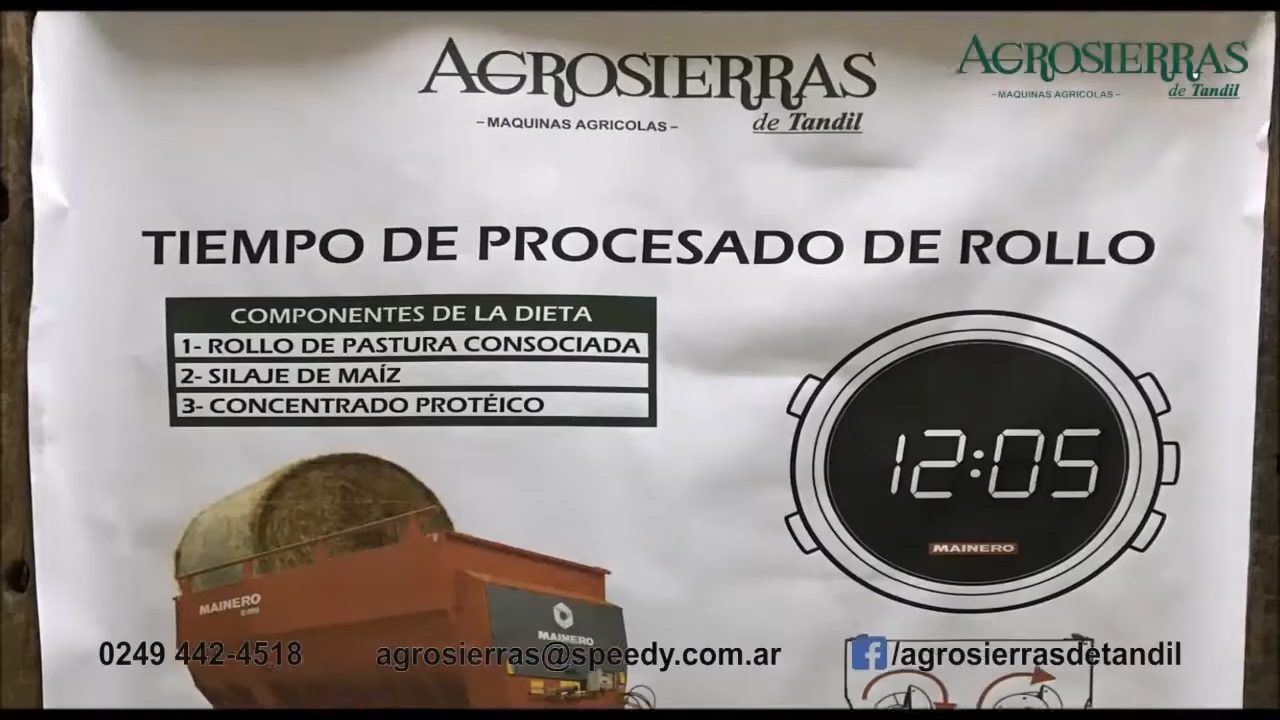 AGROSIERRAS
– MAQUINAS AGRICOLAS –
de Tandil
AGROSIERRAS
– MAQUINAS AGRICOLAS –
de Tandil
TIEMPO DE PROCESADO DE ROLLO
COMPONENTES DE LA DIETA
1- ROLLO DE PASTURA CONSOCIADA
2- SILAJE DE MAÍZ
3- CONCENTRADO PROTÉICO
12:05
MAINERO
MAINERO
MAINERO
0249 442-4518
agrosierras@speedy.com.ar
f/agrosierrasdetandil